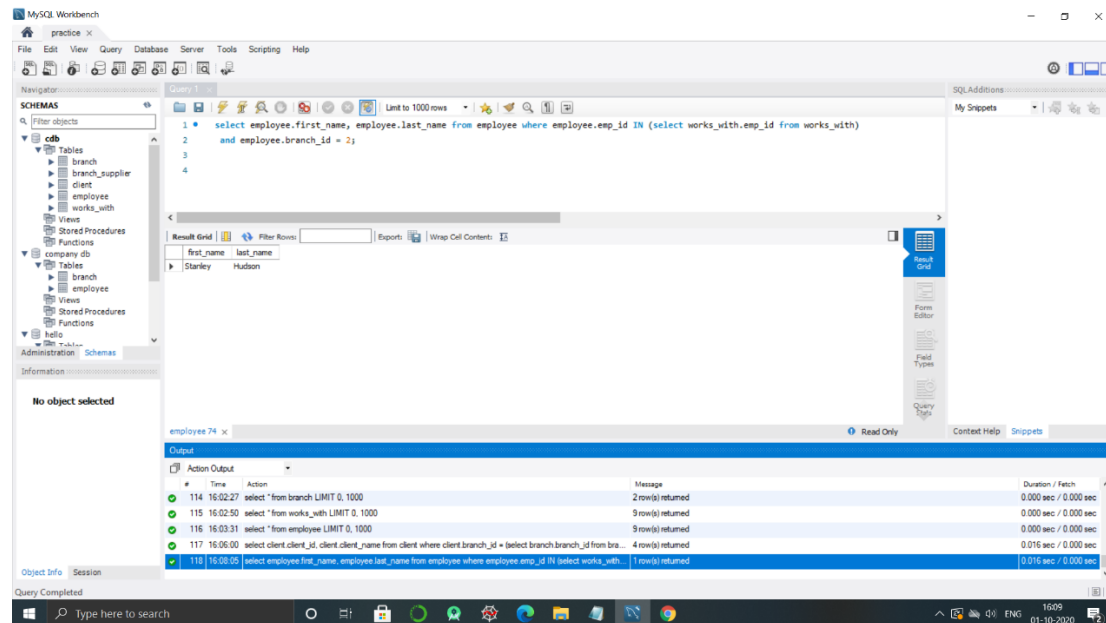 MySQL Workbench
practice ×
File Edit View Query Database Server Tools Scripting Help
Navigator
Query 1 ×
SQLAdditions
SCHEMAS
Filter objects
cdb
Tables
branch
branch_supplier
client
employee
works_with
Views
Stored Procedures
Functions
company db
Tables
branch
employee
Views
Stored Procedures
Functions
hello
Tables
Administration Schemas
Information
No object selected
Object Info Session
Limit to 1000 rows
1 select employee.first_name, employee.last_name from employee where employee.emp_id IN (select works_with.emp_id from works_with)
2 and employee.branch_id = 2;
3
4
Result Grid Filter Rows: Export: Wrap Cell Content:
first_name last_name
Stanley Hudson
Result Grid
Form Editor
Field Types
Query Stats
employee 74 ×
Read Only
My Snippets
Context Help Snippets
Output
Action Output
# Time Action Message Duration / Fetch
114 16:02:27 select * from branch LIMIT 0, 1000 2 row(s) returned 0.000 sec / 0.000 sec
115 16:02:50 select * from works_with LIMIT 0, 1000 9 row(s) returned 0.000 sec / 0.000 sec
116 16:03:31 select * from employee LIMIT 0, 1000 9 row(s) returned 0.000 sec / 0.000 sec
117 16:06:00 select client.client_id, client.client_name from client where client.branch_id = (select branch.branch_id from bra... 4 row(s) returned 0.016 sec / 0.000 sec
118 16:08:05 select employee.first_name, employee.last_name from employee where employee.emp_id IN (select works_with... 1 row(s) returned 0.016 sec / 0.000 sec
Query Completed
Type here to search
ENG
16:09
01-10-2020